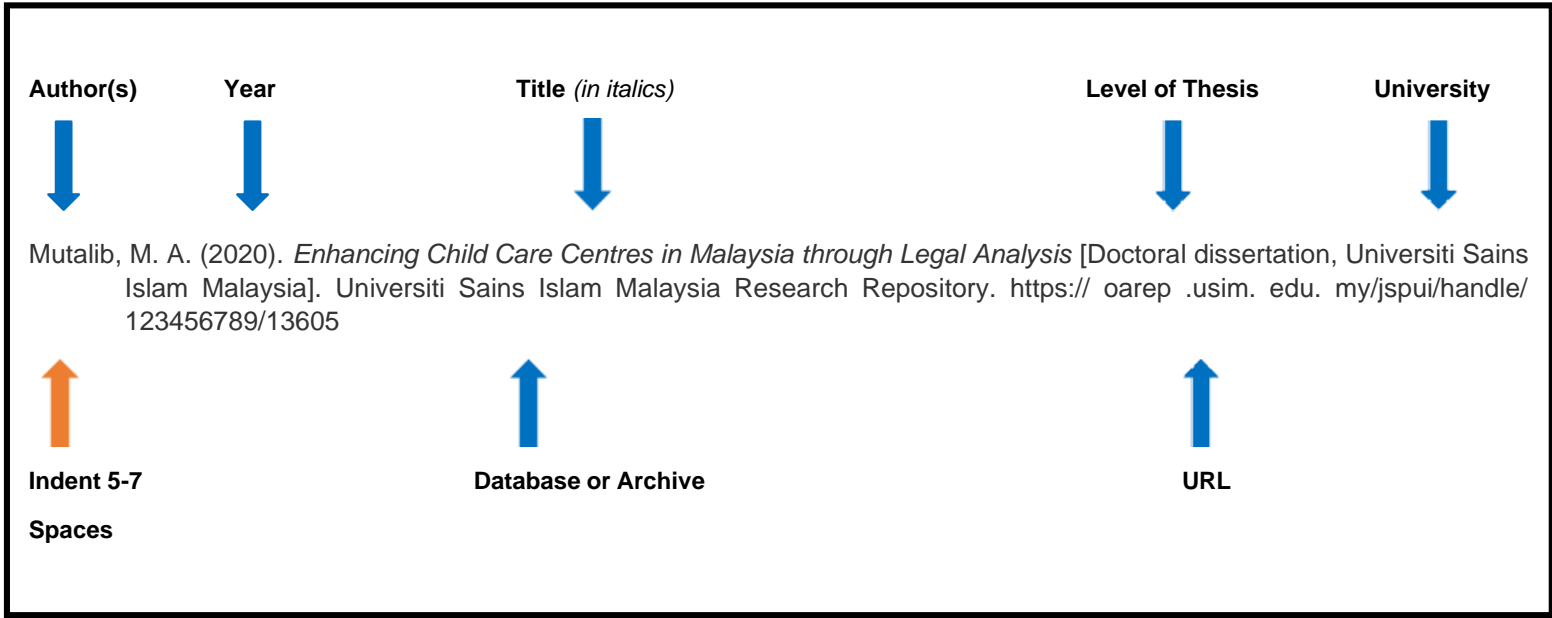 Author(s) Year Title (in italics) Level of Thesis University
Mutalib, M. A. (2020). Enhancing Child Care Centres in Malaysia through Legal Analysis [Doctoral dissertation, Universiti Sains
Islam Malaysia]. Universiti Sains Islam Malaysia Research Repository. https:// oarep .usim. edu. my/jspui/handle/
123456789/13605
Indent 5-7 Database or Archive URL
Spaces